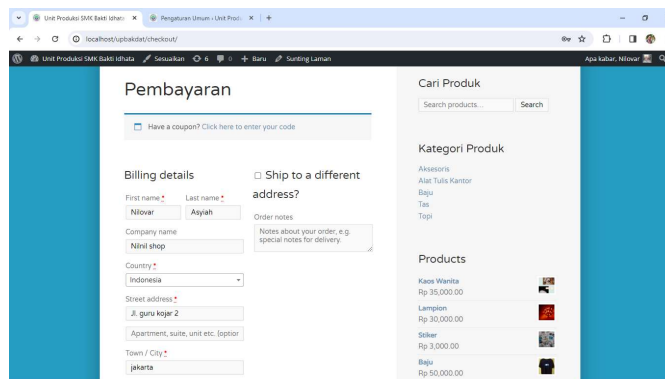 Unit Produksi SMK Bakti Idhata
Pengaturan Umum ‹ Unit Produ
localhost/upbakdat/checkout/
Unit Produksi SMK Bakti Idhata Sesuaikan 6 0 + Baru Sunting Laman Apa kabar, Nilovar
Pembayaran
Have a coupon? Click here to enter your code
Billing details
First name * Last name *
Nilovar Asyiah
Company name
Nilnil shop
Country *
Indonesia
Street address *
Jl. guru kojar 2
Apartment, suite, unit etc. (option
Town / City *
jakarta
Ship to a different
address?
Order notes
Notes about your order, e.g.
special notes for delivery.
Cari Produk
Search products... Search
Kategori Produk
Aksesoris
Alat Tulis Kantor
Baju
Tas
Topi
Products
Kaos Wanita
Rp 35,000.00
Lampion
Rp 30,000.00
Stiker
Rp 3,000.00
Baju
Rp 50,000.00